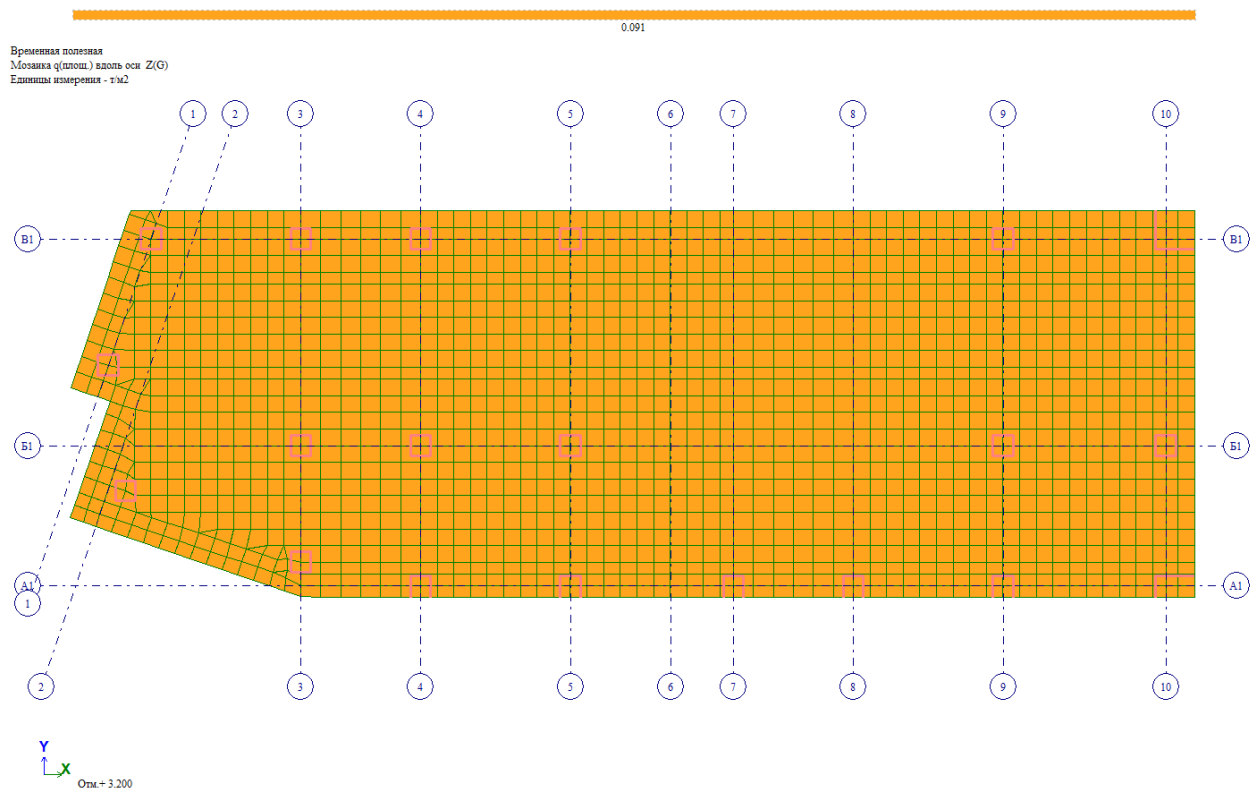 0.091
Временная полезная
Мозаика q(площ.) вдоль оси Z(G)
Единицы измерения - т/м2
1 2 3 4 5 6 7 8 9 10
В1 В1
Б1 Б1
А1 А1
1
2 3 4 5 6 7 8 9 10
Y
X
Отм.+ 3.200